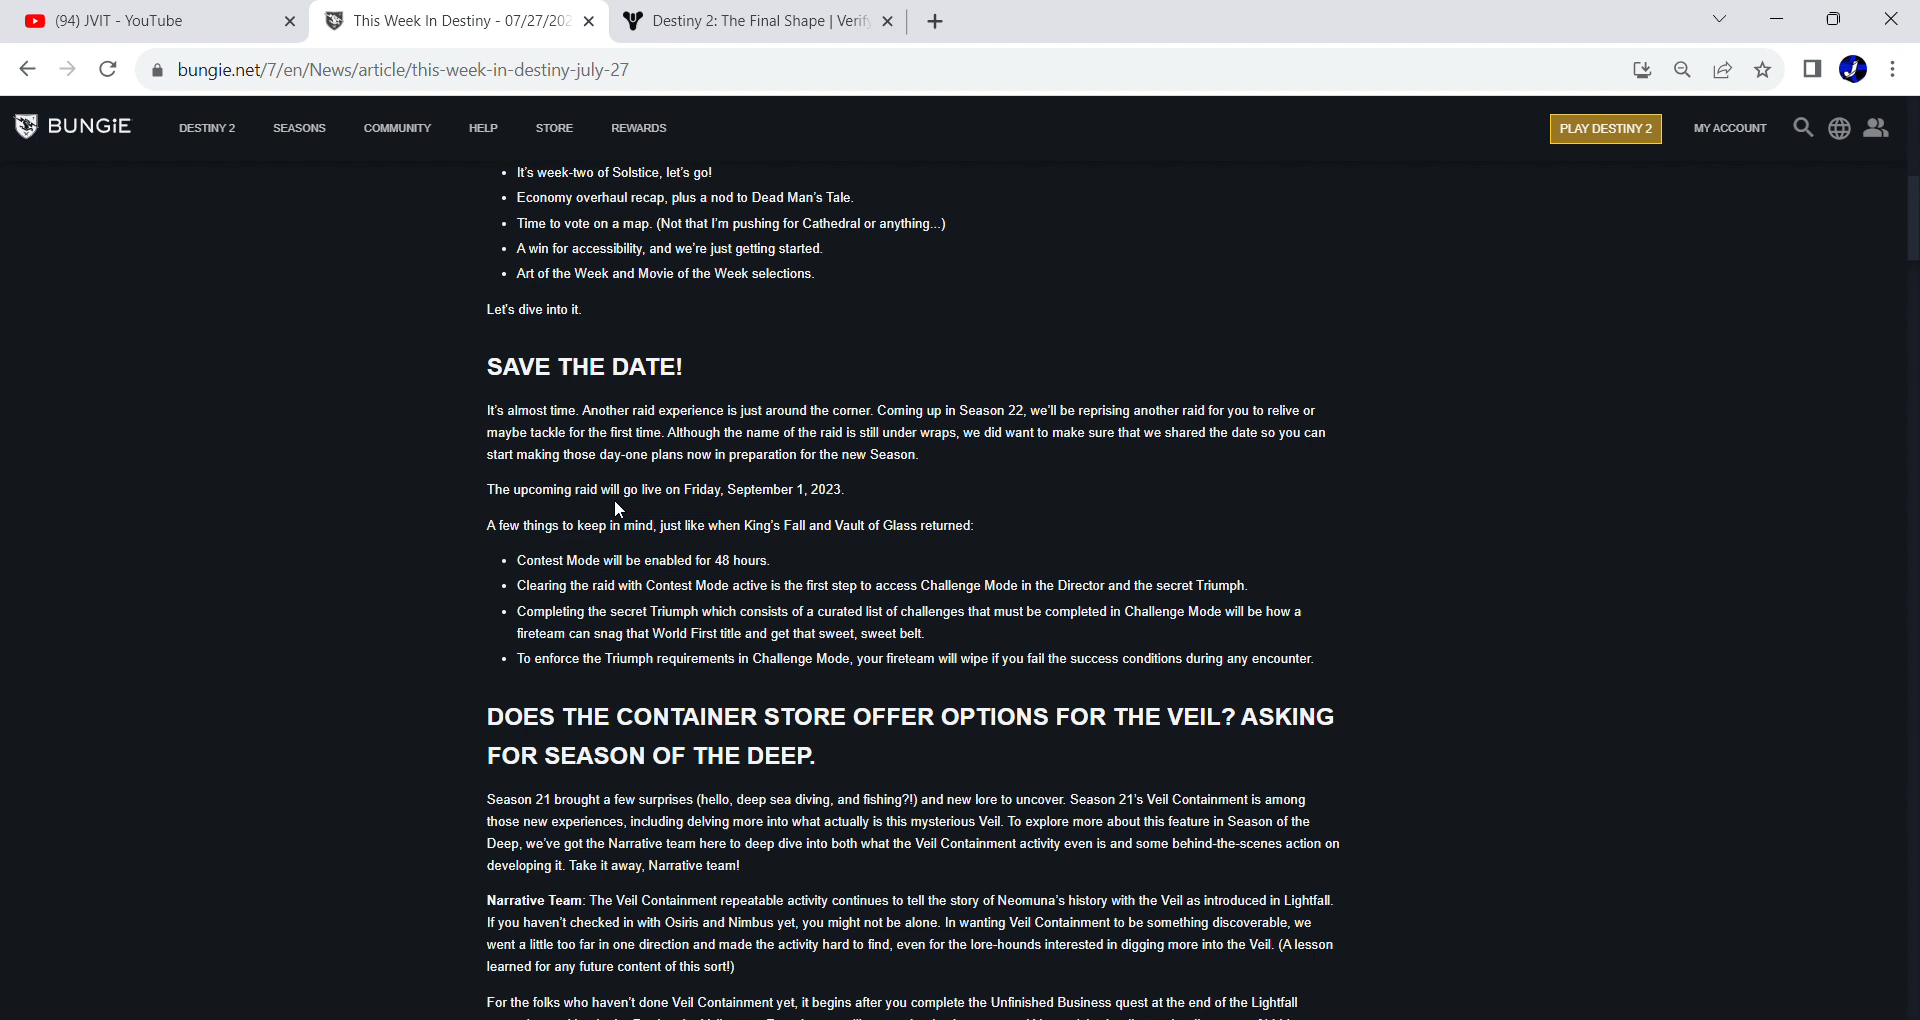 (94) JVIT - YouTube
This Week In Destiny - 07/27/202
Destiny 2: The Final Shape | Verif
bungie.net/7/en/News/article/this-week-in-destiny-july-27
BUNGiE
DESTINY 2
SEASONS
COMMUNITY
HELP
STORE
REWARDS
PLAY DESTINY 2
MY ACCOUNT
• It's week-two of Solstice, let's go!
• Economy overhaul recap, plus a nod to Dead Man's Tale.
• Time to vote on a map. (Not that I'm pushing for Cathedral or anything...)
• A win for accessibility, and we're just getting started.
• Art of the Week and Movie of the Week selections.
Let's dive into it.
SAVE THE DATE!
It's almost time. Another raid experience is just around the corner. Coming up in Season 22, we'll be reprising another raid for you to relive or
maybe tackle for the first time. Although the name of the raid is still under wraps, we did want to make sure that we shared the date so you can
start making those day-one plans now in preparation for the new Season.
The upcoming raid will go live on Friday, September 1, 2023.
A few things to keep in mind, just like when King's Fall and Vault of Glass returned:
• Contest Mode will be enabled for 48 hours.
• Clearing the raid with Contest Mode active is the first step to access Challenge Mode in the Director and the secret Triumph.
• Completing the secret Triumph which consists of a curated list of challenges that must be completed in Challenge Mode will be how a
fireteam can snag that World First title and get that sweet, sweet belt.
• To enforce the Triumph requirements in Challenge Mode, your fireteam will wipe if you fail the success conditions during any encounter.
DOES THE CONTAINER STORE OFFER OPTIONS FOR THE VEIL? ASKING
FOR SEASON OF THE DEEP.
Season 21 brought a few surprises (hello, deep sea diving, and fishing?!) and new lore to uncover. Season 21's Veil Containment is among
those new experiences, including delving more into what actually is this mysterious Veil. To explore more about this feature in Season of the
Deep, we've got the Narrative team here to deep dive into both what the Veil Containment activity even is and some behind-the-scenes action on
developing it. Take it away, Narrative team!
Narrative Team: The Veil Containment repeatable activity continues to tell the story of Neomuna's history with the Veil as introduced in Lightfall.
If you haven't checked in with Osiris and Nimbus yet, you might not be alone. In wanting Veil Containment to be something discoverable, we
went a little too far in one direction and made the activity hard to find, even for the lore-hounds interested in digging more into the Veil. (A lesson
learned for any future content of this sort!)
For the folks who haven't done Veil Containment yet, it begins after you complete the Unfinished Business quest at the end of the Lightfall